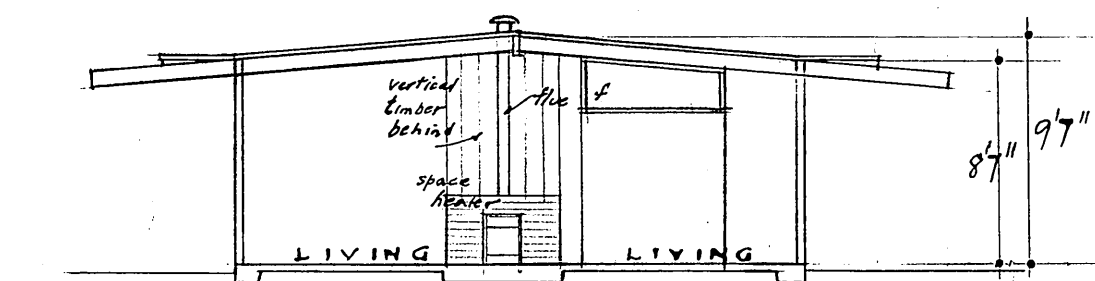 vertical
timber
behind
flue
f
space
heater
LIVING
LIVING
8'7"
9'7"